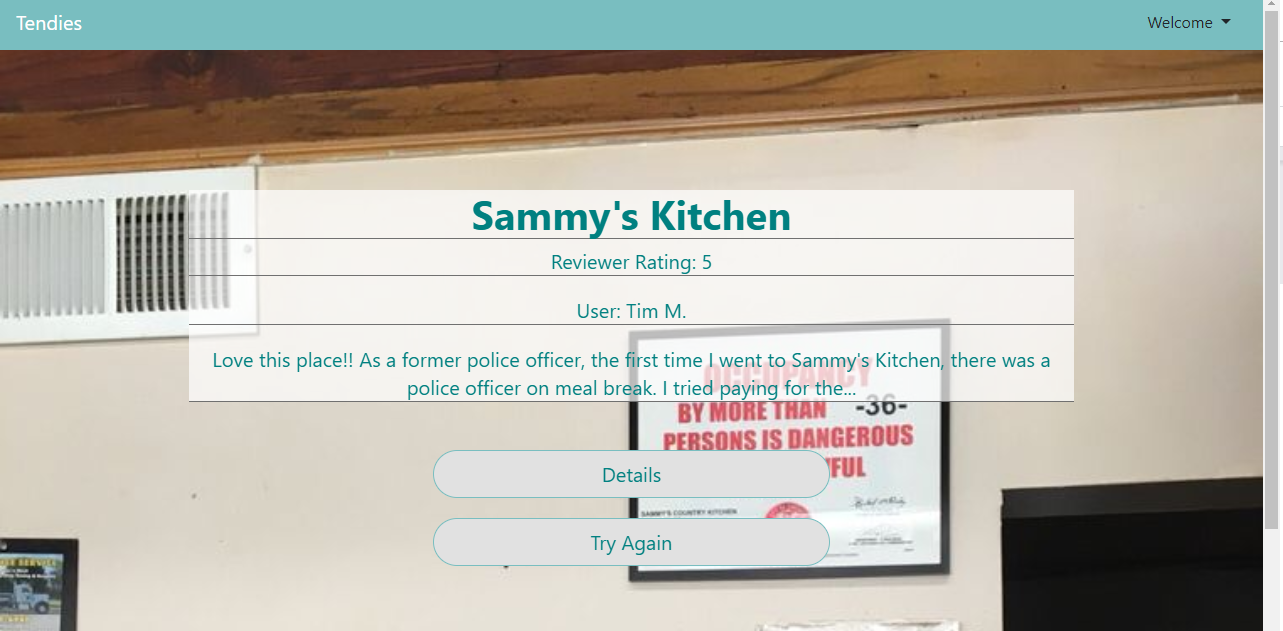 Tendies
Welcome
Sammy's Kitchen
Reviewer Rating: 5
User: Tim M.
Love this place!! As a former police officer, the first time I went to Sammy's Kitchen, there was a
police officer on meal break. I tried paying for the...
OCCUPANCY
BY MORE THAN -36-
PERSONS IS DANGEROUS
Details
SAMMY'S COUNTRY KITCHEN
Try Again